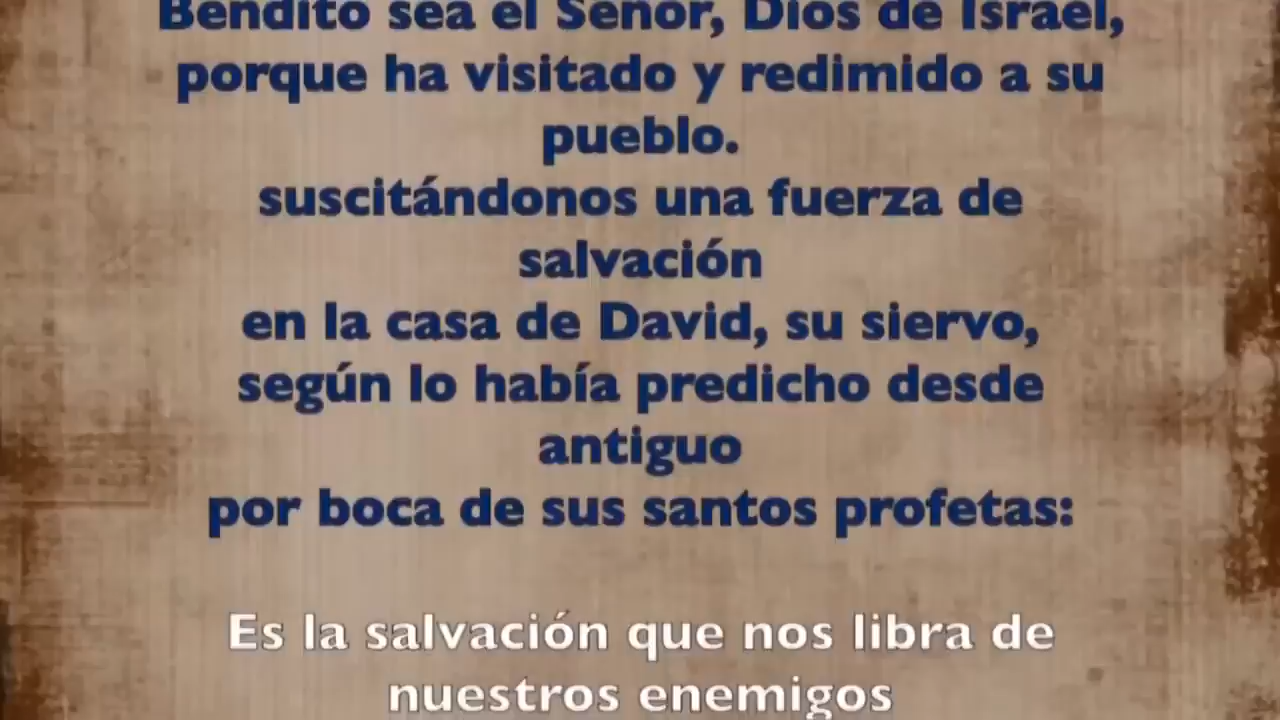 Bendito sea el Señor, Dios de Israel,
porque ha visitado y redimido a su
pueblo.
suscitándonos una fuerza de
salvación
en la casa de David, su siervo,
según lo había predicho desde
antiguo
por boca de sus santos profetas:
Es la salvación que nos libra de
nuestros enemigos